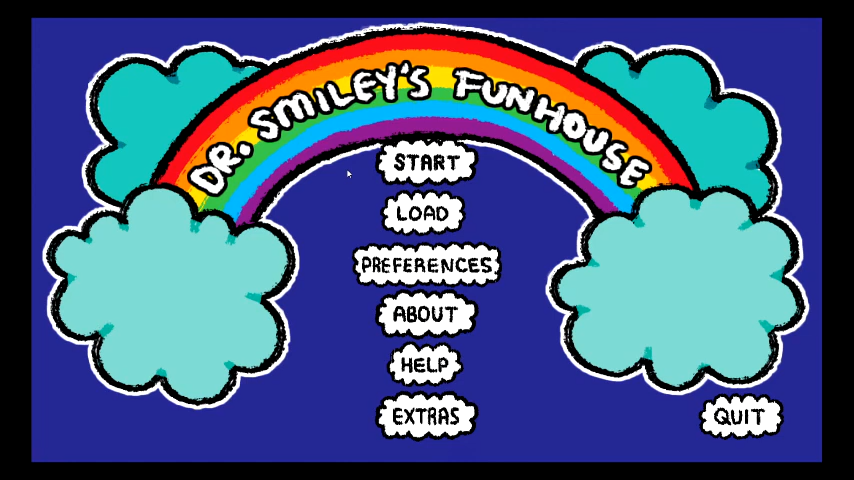 DR. SMILEY'S FUNHOUSE
START
LOAD
PREFERENCES
ABOUT
HELP
EXTRAS
QUIT